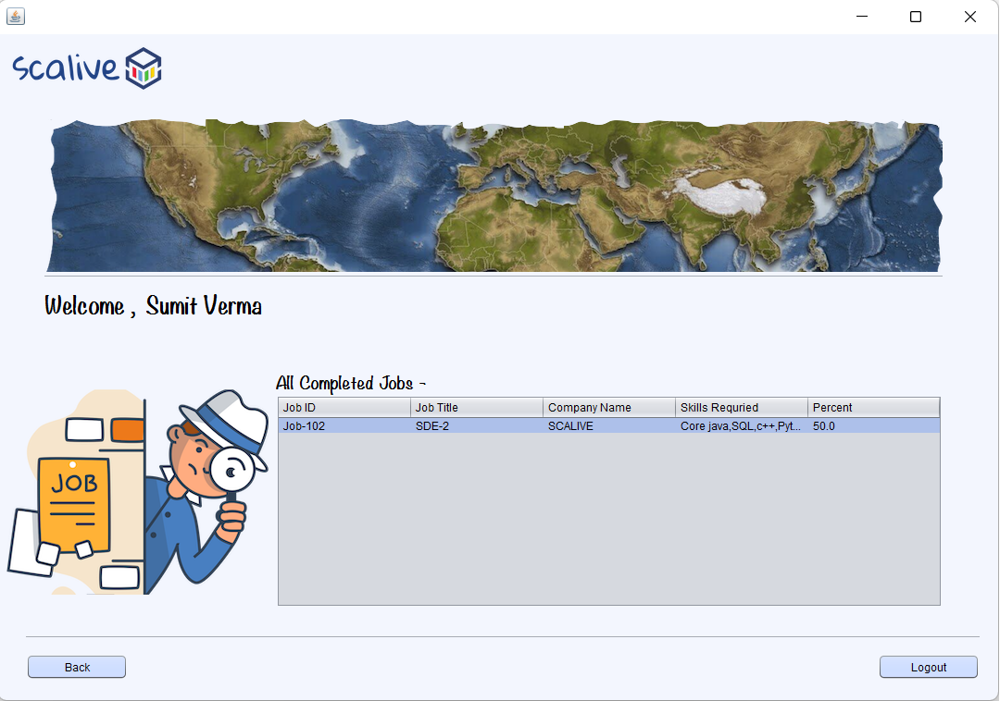 scalive
Welcome , Sumit Verma
All Completed Jobs -
Job ID Job Title Company Name Skills Requried Percent
Job-102 SDE-2 SCALIVE Core java,SQL,c++,Pyt... 50.0
JOB
Back Logout